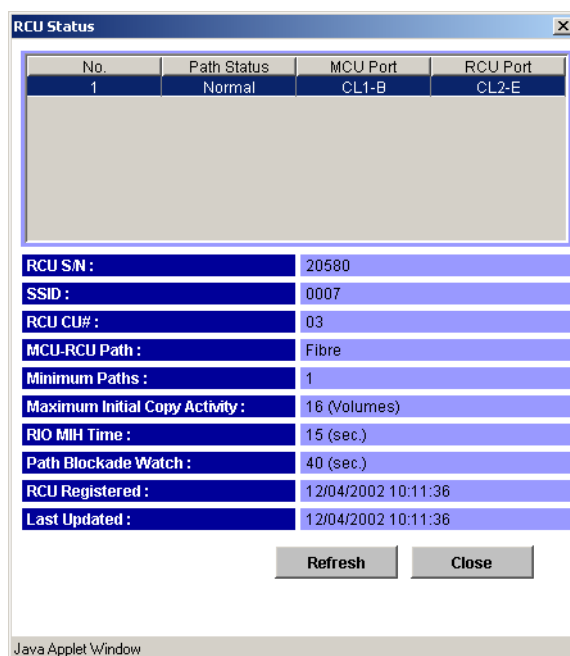 RCU Status
No. Path Status MCU Port RCU Port
1 Normal CL1-B CL2-E
RCU S/N : 20580
SSID : 0007
RCU CU# : 03
MCU-RCU Path : Fibre
Minimum Paths : 1
Maximum Initial Copy Activity : 16 (Volumes)
RIO MIH Time : 15 (sec.)
Path Blockade Watch : 40 (sec.)
RCU Registered : 12/04/2002 10:11:36
Last Updated : 12/04/2002 10:11:36
Refresh Close
Java Applet Window